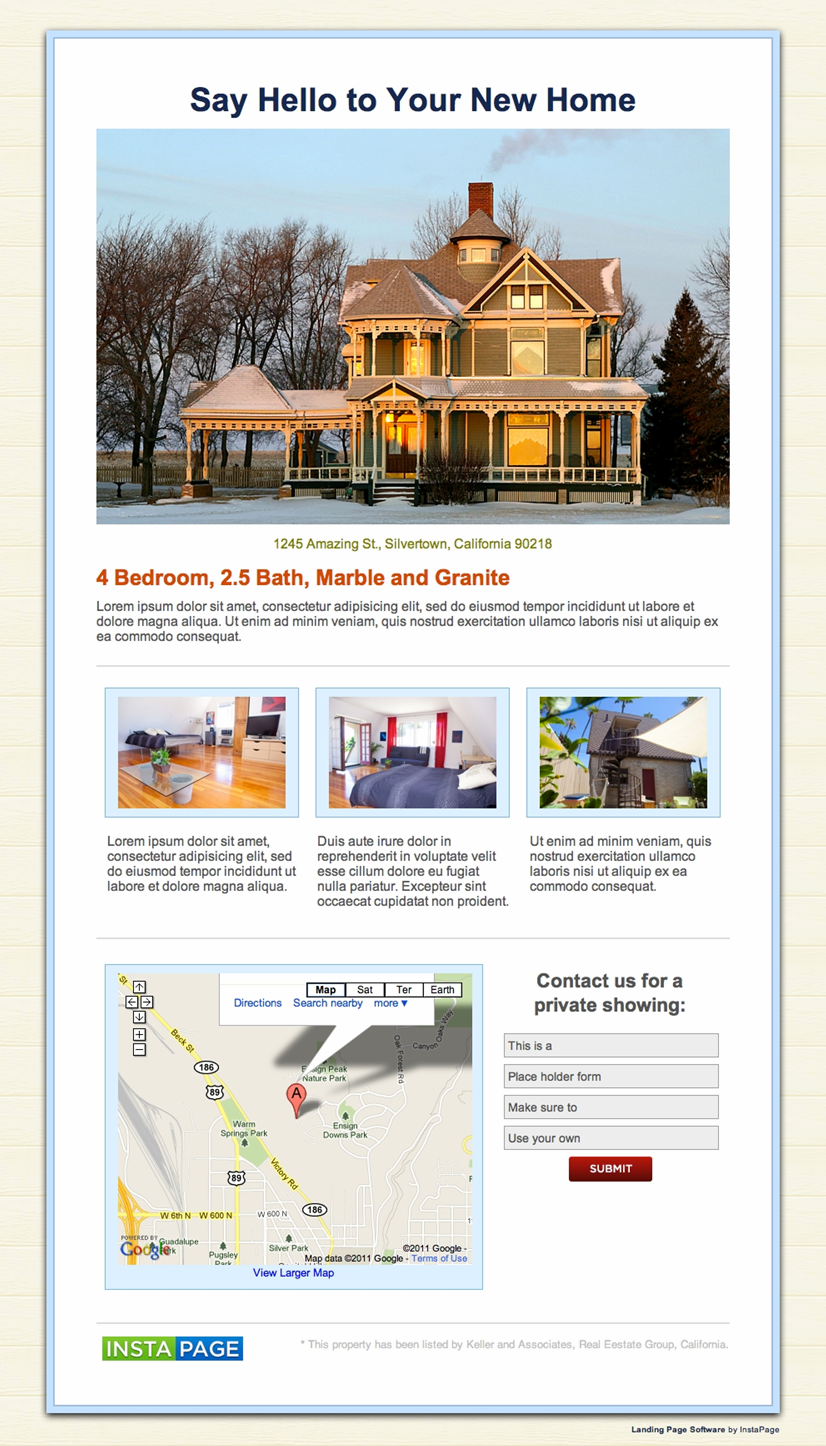 Say Hello to Your New Home
1245 Amazing St., Silvertown, California 90218
4 Bedroom, 2.5 Bath, Marble and Granite
Lorem ipsum dolor sit amet, consectetur adipisicing elit, sed do eiusmod tempor incididunt ut labore et
dolore magna aliqua. Ut enim ad minim veniam, quis nostrud exercitation ullamco laboris nisi ut aliquip ex
ea commodo consequat.
Lorem ipsum dolor sit amet,
consectetur adipisicing elit, sed
do eiusmod tempor incididunt ut
labore et dolore magna aliqua.
Duis aute irure dolor in
reprehenderit in voluptate velit
esse cillum dolore eu fugiat
nulla pariatur. Excepteur sint
occaecat cupidatat non proident.
Ut enim ad minim veniam, quis
nostrud exercitation ullamco
laboris nisi ut aliquip ex ea
commodo consequat.
St
Map Sat Ter Earth
Directions Search nearby more ▼
Beck St
Oak Forest Rd
Canyon Oaks Way
186
89
Ensign Peak
Nature Park
A
Warm
Springs Park
Ensign
Downs Park
89
Victory Rd
186
W 6th N W 600 N
W 600 N
POWERED BY
Google
Guadalupe
Pugsley
Silver Park
©2011 Google -
Map data ©2011 Google - Terms of Use
View Larger Map
Contact us for a
private showing:
This is a
Place holder form
Make sure to
Use your own
SUBMIT
INSTAPAGE
* This property has been listed by Keller and Associates, Real Eestate Group, California.
Landing Page Software by InstaPage